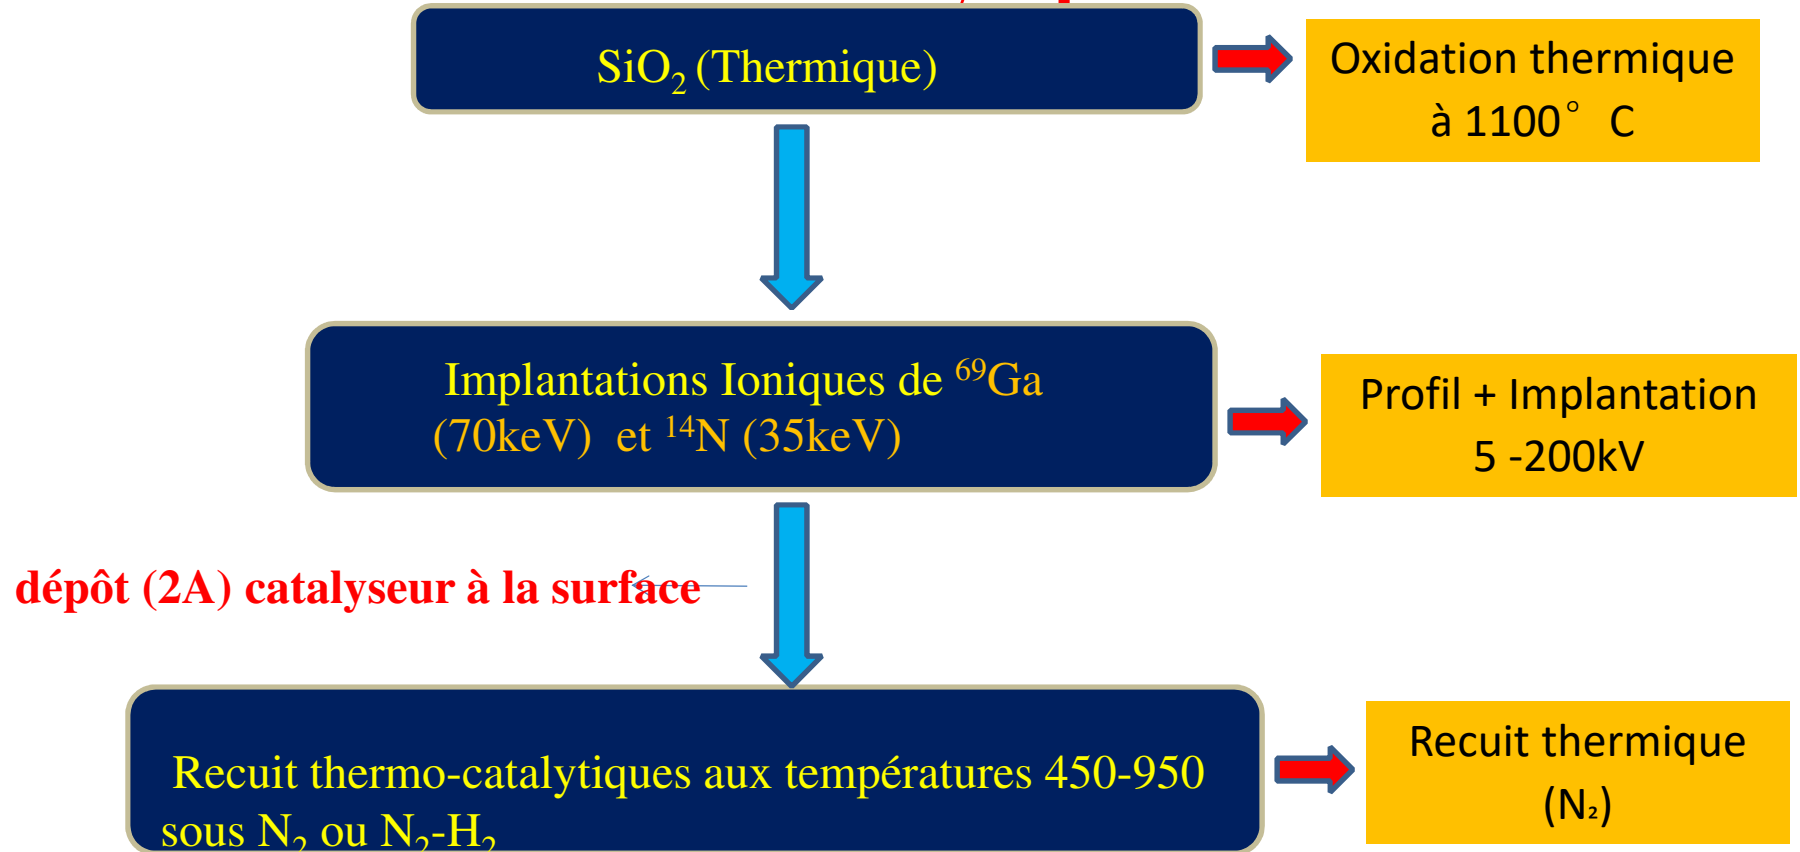 SiO₂ (Thermique)
Oxidation thermique
à 1100° C
Implantations Ioniques de ⁶⁹Ga
(70keV) et ¹⁴N (35keV)
Profil + Implantation
5 -200kV
dépôt (2A) catalyseur à la surface
Recuit thermo-catalytiques aux températures 450-950
sous N₂ ou N₂-H₂
Recuit thermique
(N₂)